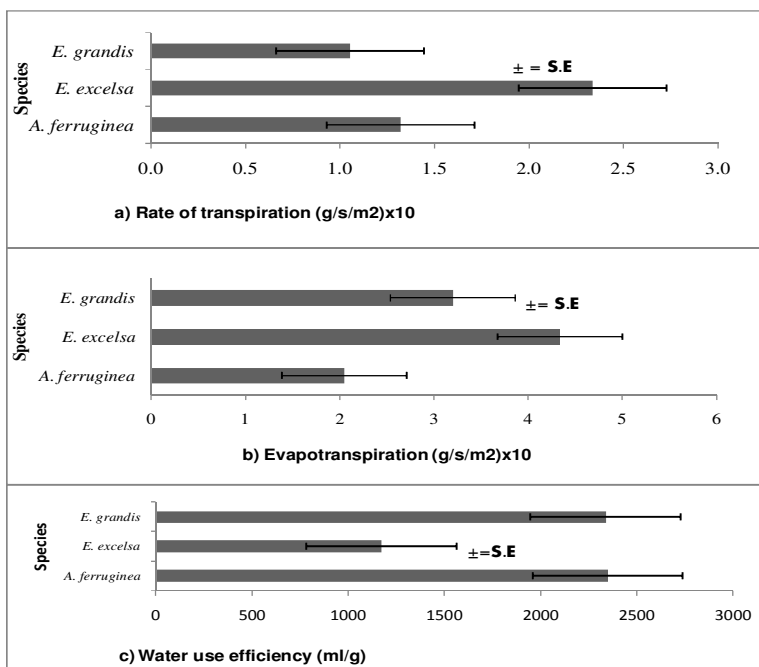 E. grandis
± = S.E
E. excelsa
A. ferruginea
Species
0.0 0.5 1.0 1.5 2.0 2.5 3.0
a) Rate of transpiration (g/s/m2)x10
E. grandis
±= S.E
E. excelsa
A. ferruginea
Species
0 1 2 3 4 5 6
b) Evapotranspiration (g/s/m2)x10
E. grandis
E. excelsa
±=S.E
A. ferruginea
Species
0 500 1000 1500 2000 2500 3000
c) Water use efficiency (ml/g)